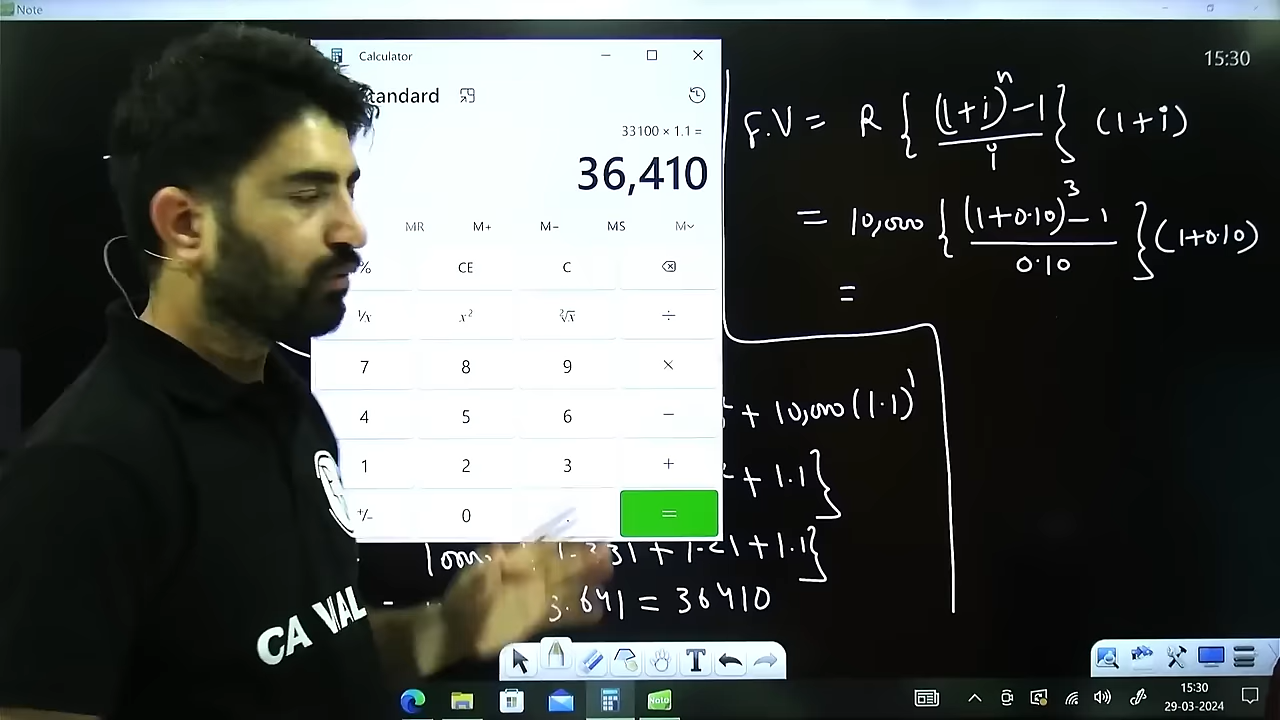 Note
Calculator
tandard
33100 × 1.1 =
36,410
MR M+ M− MS M
% CE C
¹/x x² ²√x ÷
7 8 9 ×
4 5 6 −
1 2 3 +
+/− 0 . =
15:30
F.V = R { (1+i)ⁿ − 1 / i } (1+i)
= 10,000 { (1+0.10)³ − 1 / 0.10 } (1+0.10)
=
+ 10,000 (1.1)¹
+ 1.1 }
+ 1.21 + 1.1 }
3.641 = 36410
CA VAL
T
Note
15:30
29-03-2024